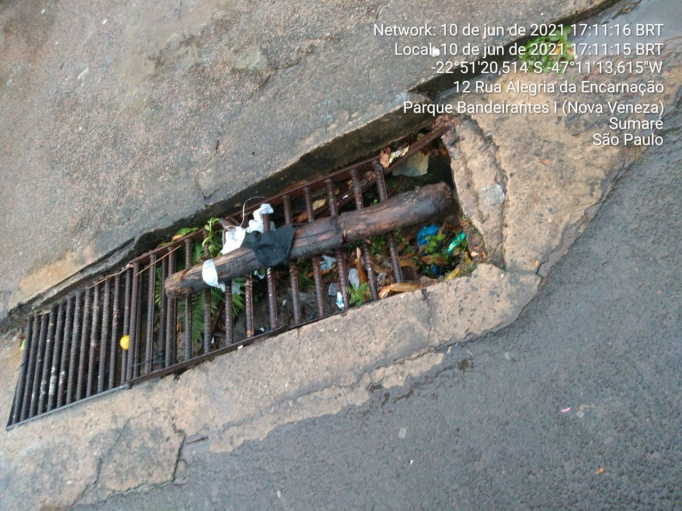 Network: 10 de jun de 2021 17:11:16 BRT
Local: 10 de jun de 2021 17:11:15 BRT
-22°51'20,514"S -47°11'13,615"W
12 Rua Alegria da Encarnação
Parque Bandeirantes I (Nova Veneza)
Sumaré
São Paulo